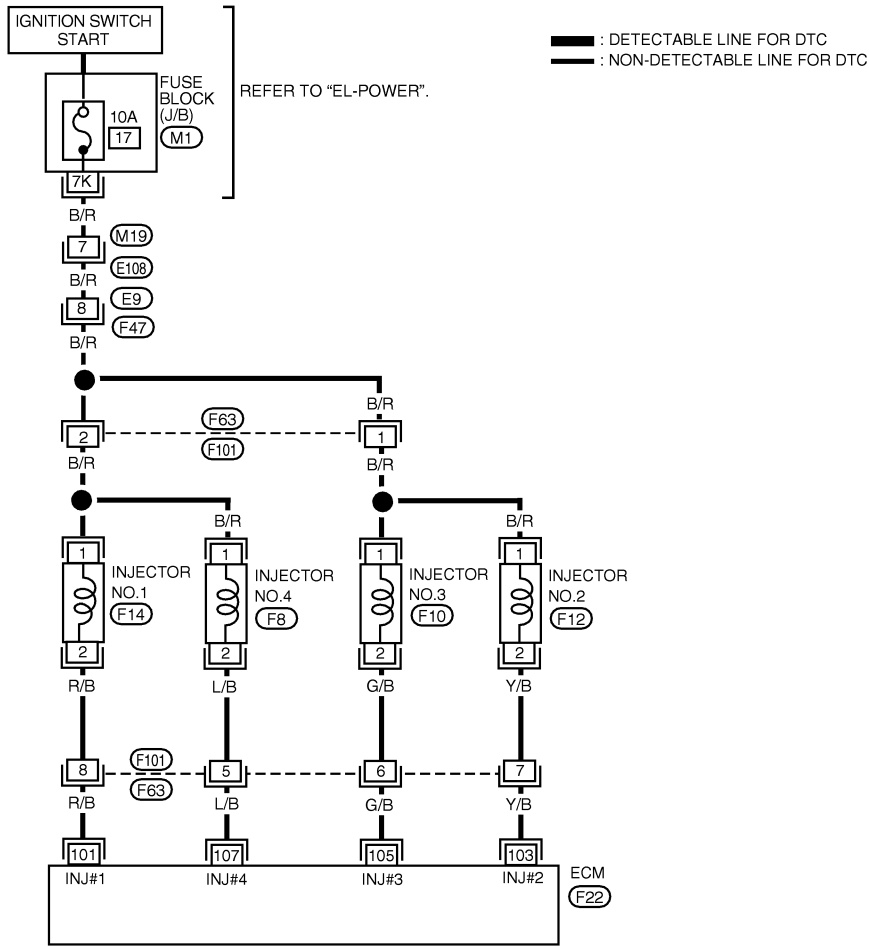 IGNITION SWITCH
START
: DETECTABLE LINE FOR DTC
: NON-DETECTABLE LINE FOR DTC
FUSE
BLOCK
(J/B)
M1
10A
17
REFER TO “EL-POWER”.
7K
B/R
7
M19
E108
B/R
8
E9
F47
B/R
B/R
2
F63
F101
1
B/R
B/R
B/R
B/R
1
INJECTOR
NO.1
F14
2
1
INJECTOR
NO.4
F8
2
1
INJECTOR
NO.3
F10
2
1
INJECTOR
NO.2
F12
2
R/B
L/B
G/B
Y/B
8
F101
F63
5
6
7
R/B
L/B
G/B
Y/B
101
107
105
103
INJ#1
INJ#4
INJ#3
INJ#2
ECM
F22